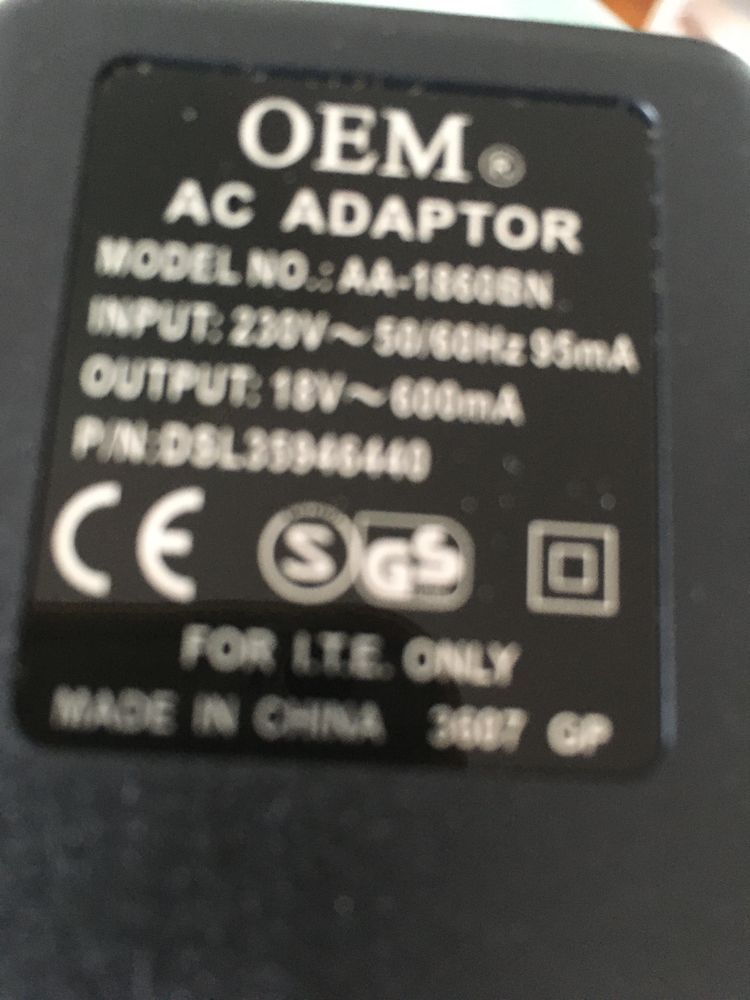 OEM®
AC ADAPTOR
MODEL NO.: AA-1860BN
INPUT: 230V~ 50/60Hz 95mA
OUTPUT: 18V~ 600mA
P/N:DSL35946440
CE S GS
FOR I.T.E. ONLY
MADE IN CHINA 3607 GP